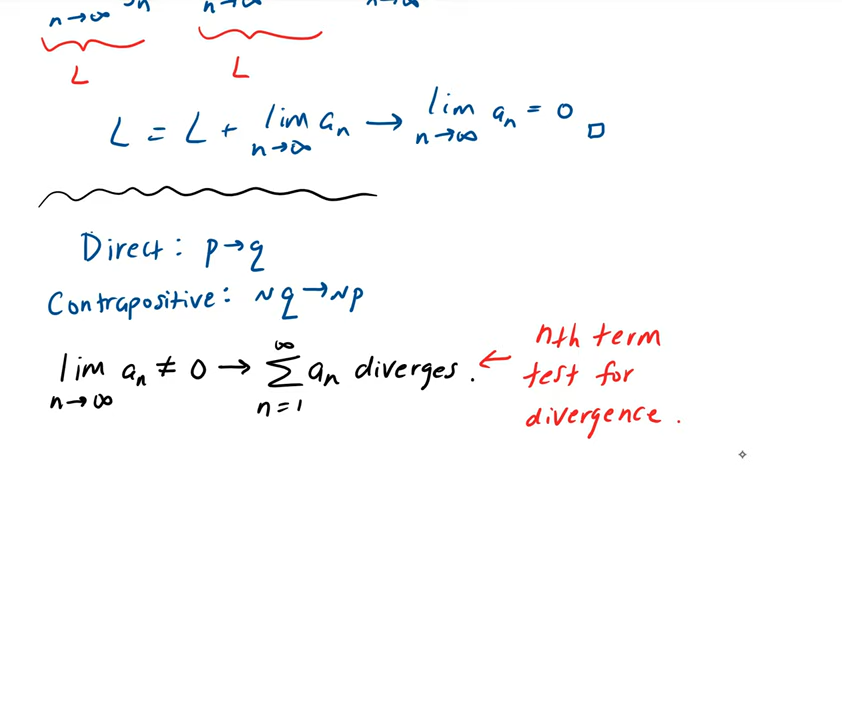 n→∞ n→∞ n→∞
L L
L = L + lim aₙ → lim aₙ = 0 □
n→∞ n→∞
Direct: p→q
Contrapositive: ~q→~p
lim aₙ ≠ 0 → ∑ aₙ diverges.
n→∞ n=1 ∞
← nth term
test for
divergence.